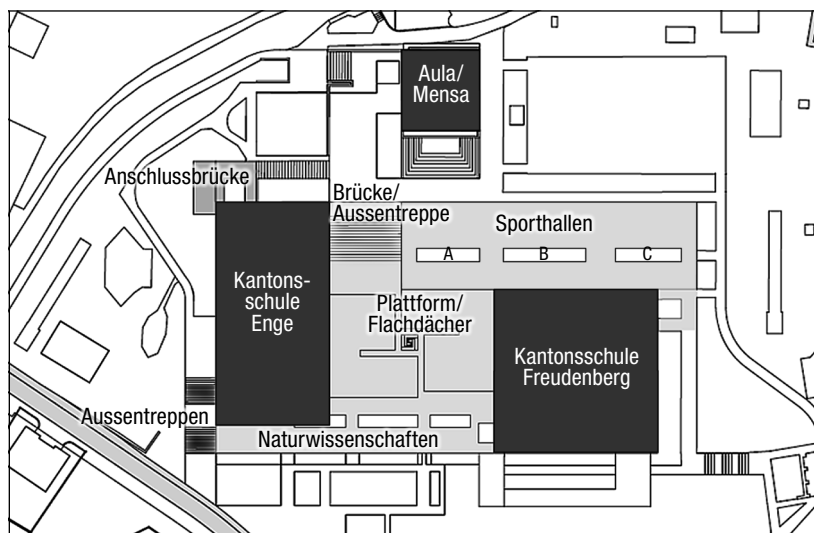 Aula/
Mensa
Anschlussbrücke
Brücke/
Aussentreppe
Sporthallen
A
B
C
Kantons-
schule
Enge
Plattform/
Flachdächer
Kantonsschule
Freudenberg
Aussentreppen
Naturwissenschaften